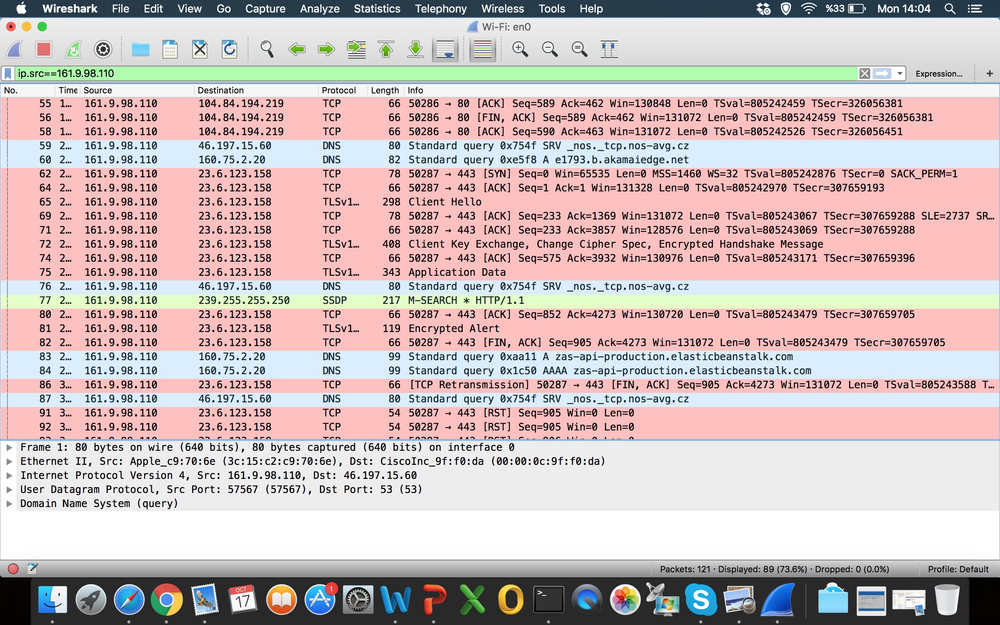 Wireshark File Edit View Go Capture Analyze Statistics Telephony Wireless Tools Help %33 Mon 14:04
Wi-Fi: en0
ip.src==161.9.98.110 Expression... +
No. Time Source Destination Protocol Length Info
55 1… 161.9.98.110 104.84.194.219 TCP 66 50286 → 80 [ACK] Seq=589 Ack=462 Win=130848 Len=0 TSval=805242459 TSecr=326056381
56 1… 161.9.98.110 104.84.194.219 TCP 66 50286 → 80 [FIN, ACK] Seq=589 Ack=462 Win=131072 Len=0 TSval=805242459 TSecr=326056381
58 1… 161.9.98.110 104.84.194.219 TCP 66 50286 → 80 [ACK] Seq=590 Ack=463 Win=131072 Len=0 TSval=805242526 TSecr=326056451
59 2… 161.9.98.110 46.197.15.60 DNS 80 Standard query 0x754f SRV _nos._tcp.nos-avg.cz
60 2… 161.9.98.110 160.75.2.20 DNS 82 Standard query 0xe5f8 A e1793.b.akamaiedge.net
62 2… 161.9.98.110 23.6.123.158 TCP 78 50287 → 443 [SYN] Seq=0 Win=65535 Len=0 MSS=1460 WS=32 TSval=805242876 TSecr=0 SACK_PERM=1
64 2… 161.9.98.110 23.6.123.158 TCP 66 50287 → 443 [ACK] Seq=1 Ack=1 Win=131328 Len=0 TSval=805242970 TSecr=307659193
65 2… 161.9.98.110 23.6.123.158 TLSv1… 298 Client Hello
69 2… 161.9.98.110 23.6.123.158 TCP 78 50287 → 443 [ACK] Seq=233 Ack=1369 Win=131072 Len=0 TSval=805243067 TSecr=307659288 SLE=2737 SR…
71 2… 161.9.98.110 23.6.123.158 TCP 66 50287 → 443 [ACK] Seq=233 Ack=3857 Win=128576 Len=0 TSval=805243069 TSecr=307659288
72 2… 161.9.98.110 23.6.123.158 TLSv1… 408 Client Key Exchange, Change Cipher Spec, Encrypted Handshake Message
74 2… 161.9.98.110 23.6.123.158 TCP 66 50287 → 443 [ACK] Seq=575 Ack=3932 Win=130976 Len=0 TSval=805243171 TSecr=307659396
75 2… 161.9.98.110 23.6.123.158 TLSv1… 343 Application Data
76 2… 161.9.98.110 46.197.15.60 DNS 80 Standard query 0x754f SRV _nos._tcp.nos-avg.cz
77 2… 161.9.98.110 239.255.255.250 SSDP 217 M-SEARCH * HTTP/1.1
80 2… 161.9.98.110 23.6.123.158 TCP 66 50287 → 443 [ACK] Seq=852 Ack=4273 Win=130720 Len=0 TSval=805243479 TSecr=307659705
81 2… 161.9.98.110 23.6.123.158 TLSv1… 119 Encrypted Alert
82 2… 161.9.98.110 23.6.123.158 TCP 66 50287 → 443 [FIN, ACK] Seq=905 Ack=4273 Win=131072 Len=0 TSval=805243479 TSecr=307659705
83 2… 161.9.98.110 160.75.2.20 DNS 99 Standard query 0xaa11 A zas-api-production.elasticbeanstalk.com
84 2… 161.9.98.110 160.75.2.20 DNS 99 Standard query 0x1c50 AAAA zas-api-production.elasticbeanstalk.com
86 3… 161.9.98.110 23.6.123.158 TCP 66 [TCP Retransmission] 50287 → 443 [FIN, ACK] Seq=905 Ack=4273 Win=131072 Len=0 TSval=805243588 T…
87 3… 161.9.98.110 46.197.15.60 DNS 80 Standard query 0x754f SRV _nos._tcp.nos-avg.cz
91 3… 161.9.98.110 23.6.123.158 TCP 54 50287 → 443 [RST] Seq=905 Win=0 Len=0
92 3… 161.9.98.110 23.6.123.158 TCP 54 50287 → 443 [RST] Seq=905 Win=0 Len=0
Frame 1: 80 bytes on wire (640 bits), 80 bytes captured (640 bits) on interface 0
Ethernet II, Src: Apple_c9:70:6e (3c:15:c2:c9:70:6e), Dst: CiscoInc_9f:f0:da (00:00:0c:9f:f0:da)
Internet Protocol Version 4, Src: 161.9.98.110, Dst: 46.197.15.60
User Datagram Protocol, Src Port: 57567 (57567), Dst Port: 53 (53)
Domain Name System (query)
Packets: 121 · Displayed: 89 (73.6%) · Dropped: 0 (0.0%) Profile: Default
OCT
17
1